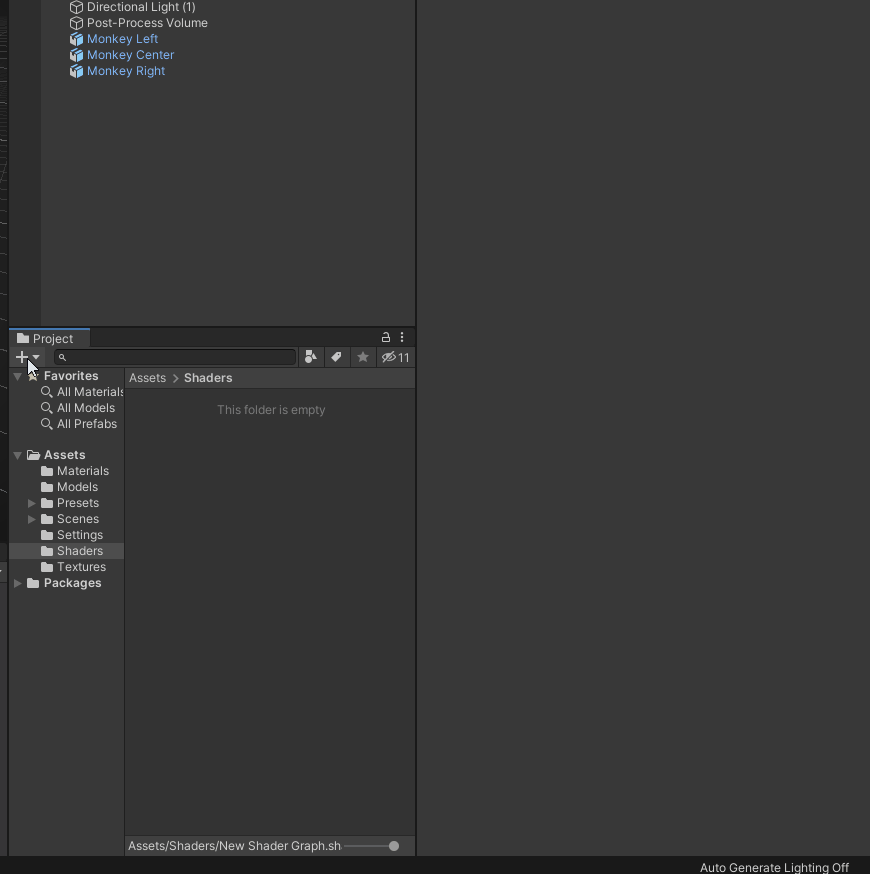 Directional Light (1)
Post-Process Volume
Monkey Left
Monkey Center
Monkey Right
Project
11
Favorites
All Materials
All Models
All Prefabs
Assets
Materials
Models
Presets
Scenes
Settings
Shaders
Textures
Packages
Assets > Shaders
This folder is empty
Assets/Shaders/New Shader Graph.sh
Auto Generate Lighting Off